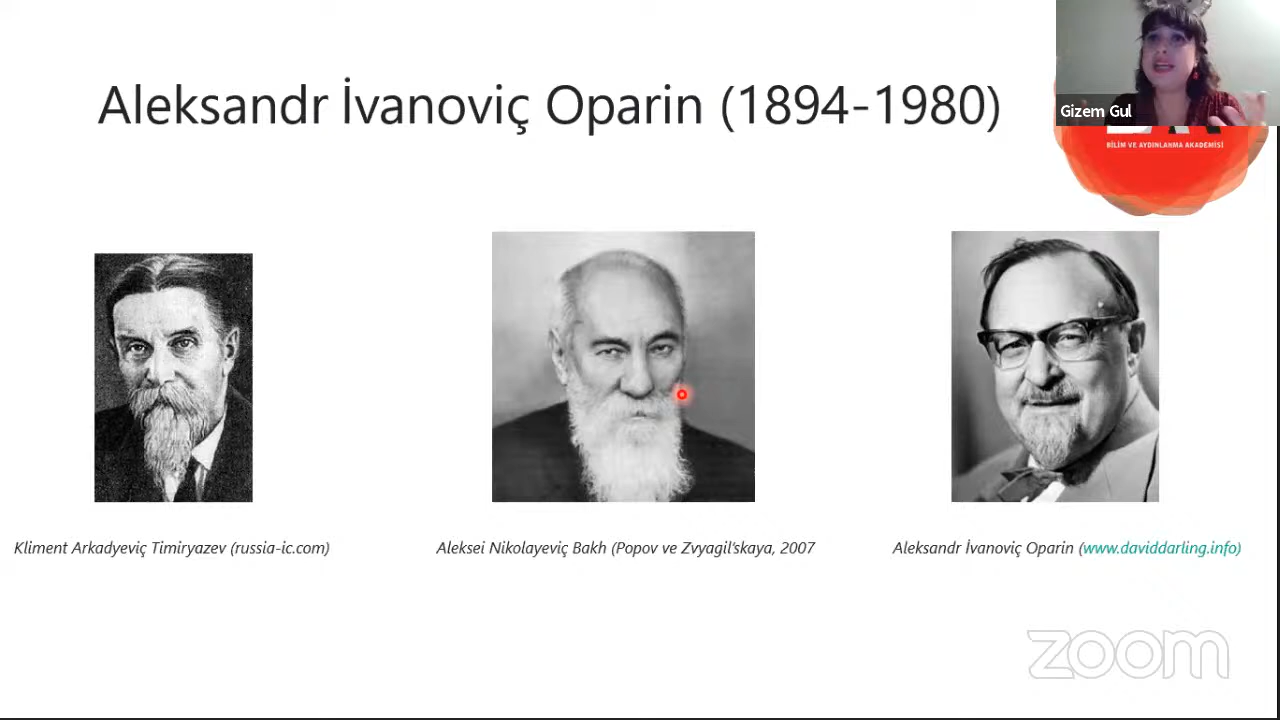 Aleksandr İvanoviç Oparin (1894-1980)
Gizem Gul
BİLİM VE AYDINLANMA AKADEMİSİ
Kliment Arkadyeviç Timiryazev (russia-ic.com)
Aleksei Nikolayeviç Bakh (Popov ve Zvyagil'skaya, 2007
Aleksandr İvanoviç Oparin (www.daviddarling.info)
zoom